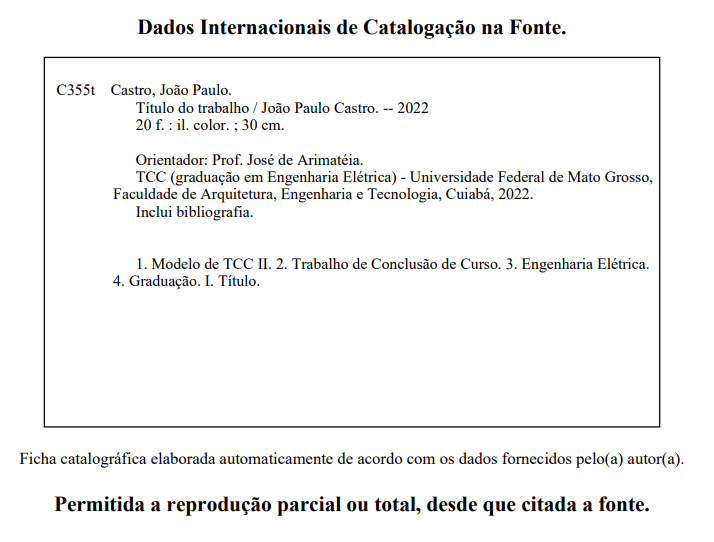 Dados Internacionais de Catalogação na Fonte.
C355t Castro, João Paulo.
Título do trabalho / João Paulo Castro. -- 2022
20 f. : il. color. ; 30 cm.
Orientador: Prof. José de Arimatéia.
TCC (graduação em Engenharia Elétrica) - Universidade Federal de Mato Grosso,
Faculdade de Arquitetura, Engenharia e Tecnologia, Cuiabá, 2022.
Inclui bibliografia.
1. Modelo de TCC II. 2. Trabalho de Conclusão de Curso. 3. Engenharia Elétrica.
4. Graduação. I. Título.
Ficha catalográfica elaborada automaticamente de acordo com os dados fornecidos pelo(a) autor(a).
Permitida a reprodução parcial ou total, desde que citada a fonte.